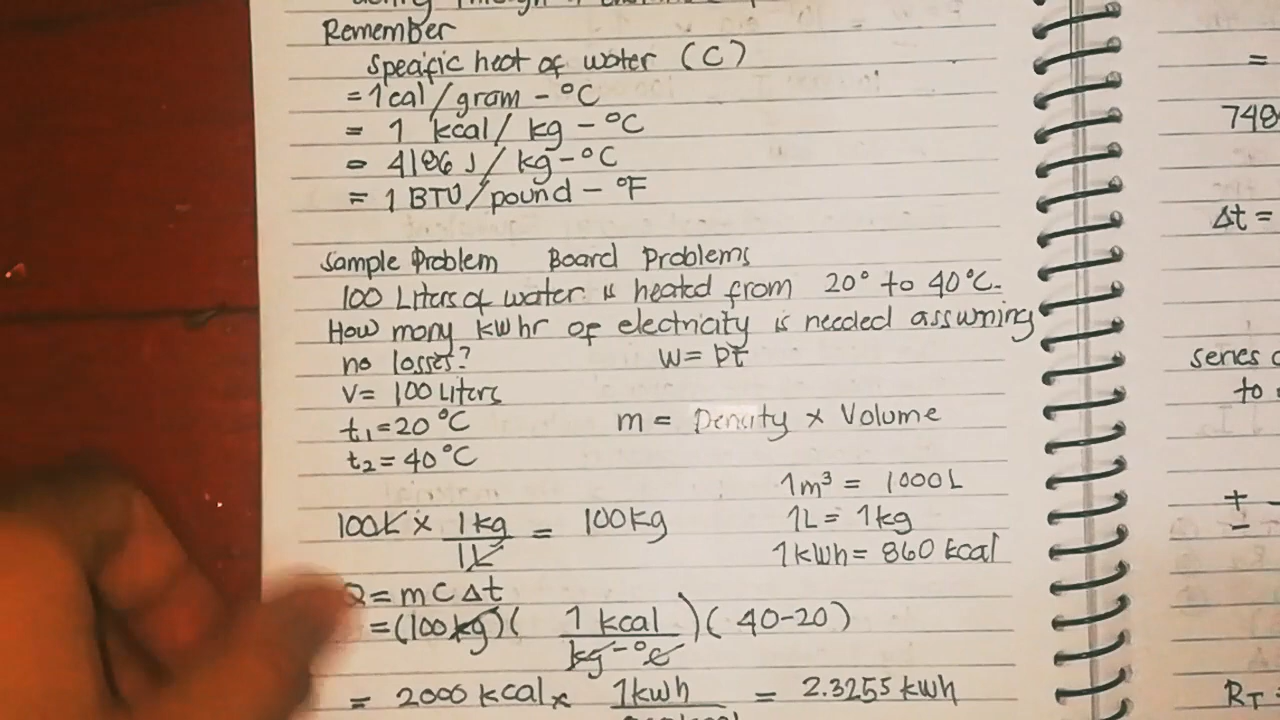 Remember
Specific heat of water (C)
= 1 cal/gram - °C
= 1 kcal/ kg - °C
= 4186 J/ kg-°C
= 1 BTU/pound - °F
Sample Problem Board Problems
100 Liters of water is heated from 20° to 40°C.
How many kwhr of electricity is needed assuming
no losses? W= Pt
V= 100 Liters
t₁=20°C
m = Density x Volume
t₂= 40°C
1m³ = 1000L
100L x 1kg/1L = 100kg
1L= 1kg
1kWh= 860 kcal
Q=mCΔt
=(100kg)( 1 kcal/kg-°C )( 40-20)
= 2000 kcal x 1kwh = 2.3255 kwh
=
748
Δt =
series
to
+
-
RT